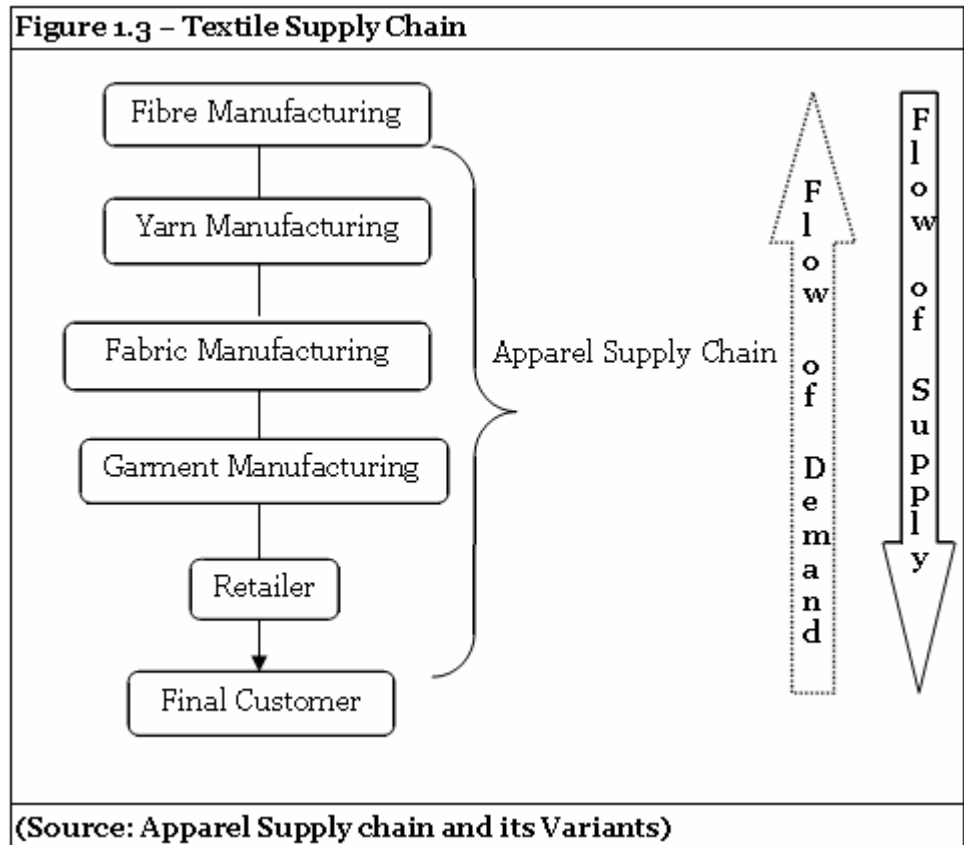 Figure 1.3 – Textile Supply Chain
Fibre Manufacturing
Yarn Manufacturing
Fabric Manufacturing
Garment Manufacturing
Retailer
Final Customer
Apparel Supply Chain
Flow of Demand
Flow of Supply
(Source: Apparel Supply chain and its Variants)